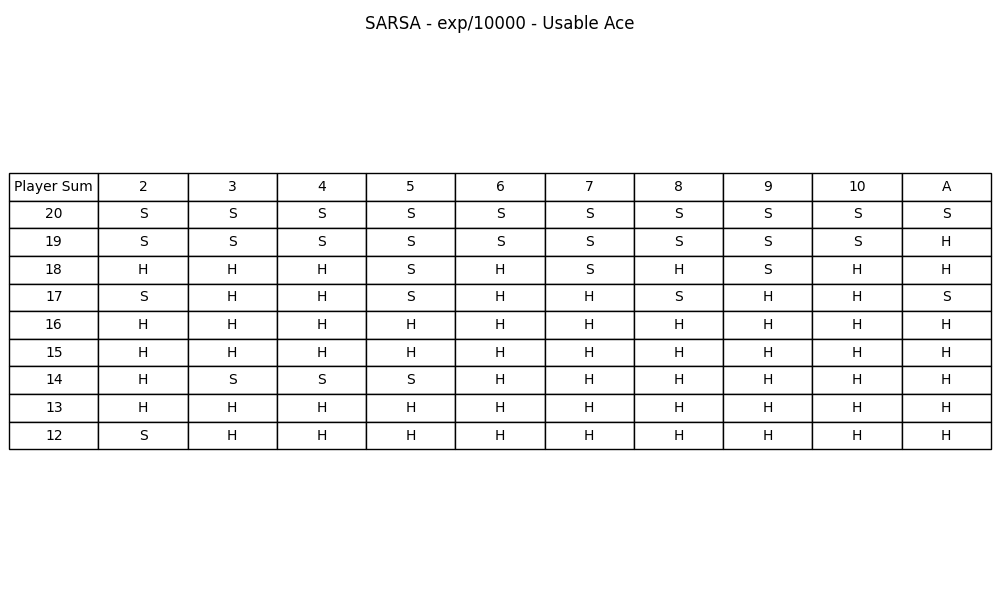 SARSA - exp/10000 - Usable Ace
Player Sum 2 3 4 5 6 7 8 9 10 A
20 S S S S S S S S S S
19 S S S S S S S S S H
18 H H H S H S H S H H
17 S H H S H H S H H S
16 H H H H H H H H H H
15 H H H H H H H H H H
14 H S S S H H H H H H
13 H H H H H H H H H H
12 S H H H H H H H H H